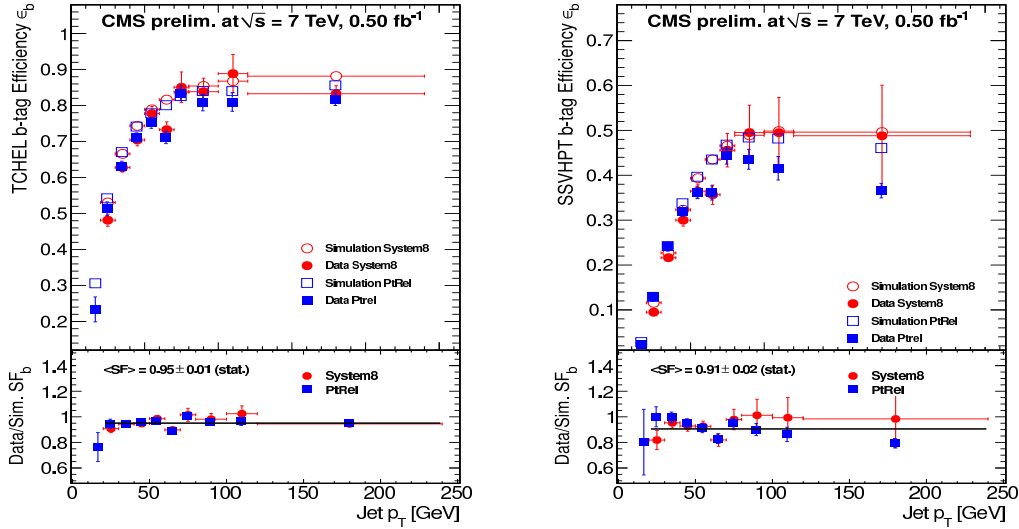 CMS prelim. at √s = 7 TeV, 0.50 fb⁻¹
TCHEL b-tag Efficiency ϵ_b
1
0.9
0.8
0.7
0.6
0.5
0.4
0.3
0.2
Simulation System8
Data System8
Simulation PtRel
Data Ptrel
Data/Sim. SF_b
1.4
1.2
1
0.8
0.6
<SF> = 0.95 ± 0.01 (stat.)
System8
PtRel
0 50 100 150 200 250
Jet p_T [GeV]
CMS prelim. at √s = 7 TeV, 0.50 fb⁻¹
SSVHPT b-tag Efficiency ϵ_b
0.7
0.6
0.5
0.4
0.3
0.2
0.1
Simulation System8
Data System8
Simulation PtRel
Data Ptrel
Data/Sim. SF_b
1.4
1.2
1
0.8
0.6
<SF> = 0.91 ± 0.02 (stat.)
System8
PtRel
0 50 100 150 200 250
Jet p_T [GeV]